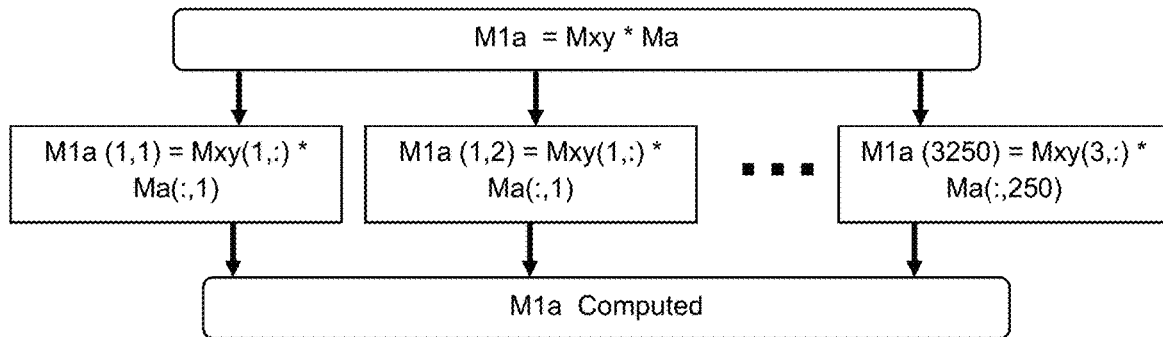 M1a = Mxy * Ma
M1a (1,1) = Mxy(1,:) *
Ma(:,1)
M1a (1,2) = Mxy(1,:) *
Ma(:,1)
M1a (3250) = Mxy(3,:) *
Ma(:,250)
M1a Computed